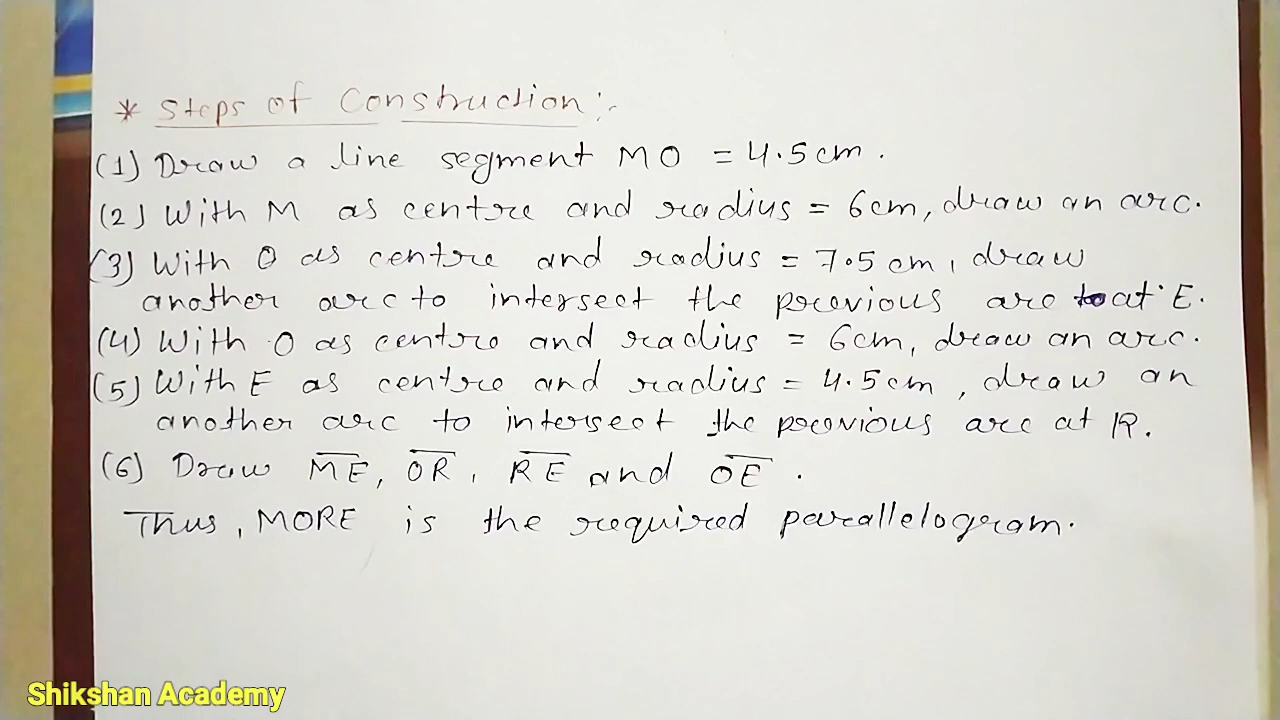 * Steps of Construction :-
(1) Draw a line segment MO = 4.5 cm.
(2) With M as centre and radius = 6cm, draw an arc.
(3) With O as centre and radius = 7.5 cm, draw
another arc to intersect the previous arc at E.
(4) With O as centre and radius = 6cm, draw an arc.
(5) With E as centre and radius = 4.5cm, draw an
another arc to intersect the previous arc at R.
(6) Draw M̅E̅, O̅R̅, R̅E̅ and O̅E̅.
Thus, MORE is the required parallelogram.
Shikshan Academy